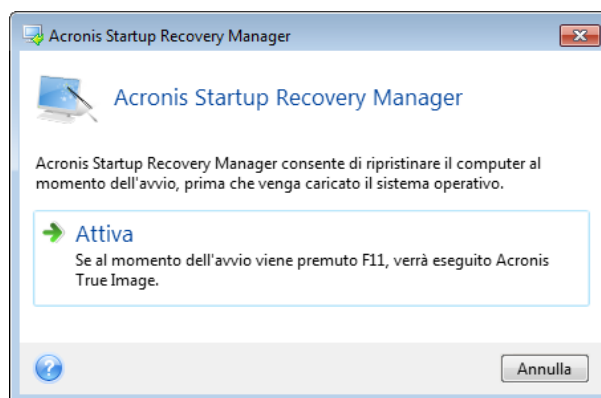 Acronis Startup Recovery Manager
Acronis Startup Recovery Manager
Acronis Startup Recovery Manager consente di ripristinare il computer al
momento dell'avvio, prima che venga caricato il sistema operativo.
Attiva
Se al momento dell'avvio viene premuto F11, verrà eseguito Acronis
True Image.
Annulla